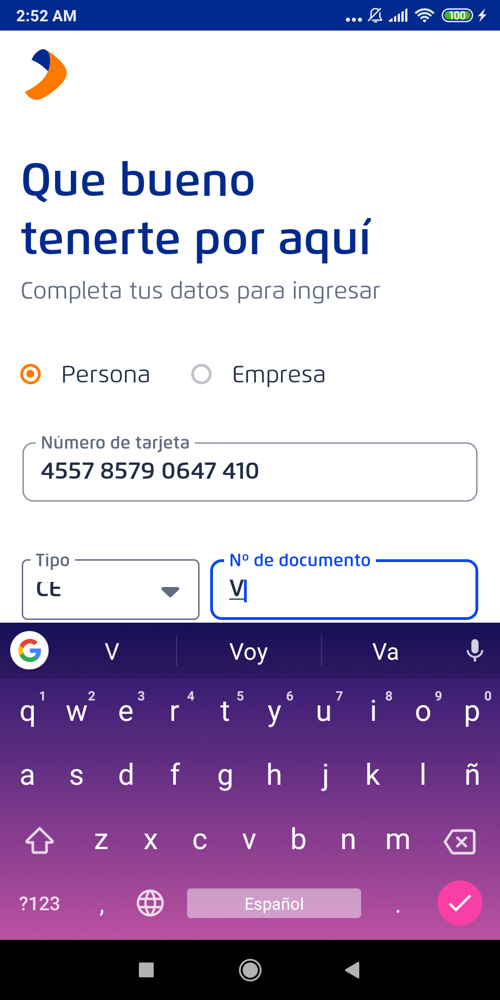 2:52 AM
100
Que bueno
tenerte por aquí
Completa tus datos para ingresar
Persona Empresa
Número de tarjeta
4557 8579 0647 410
Tipo Nº de documento
CE V
V Voy Va
1 2 3 4 5 6 7 8 9 0
q w e r t y u i o p
a s d f g h j k l ñ
z x c v b n m
?123 , Español .